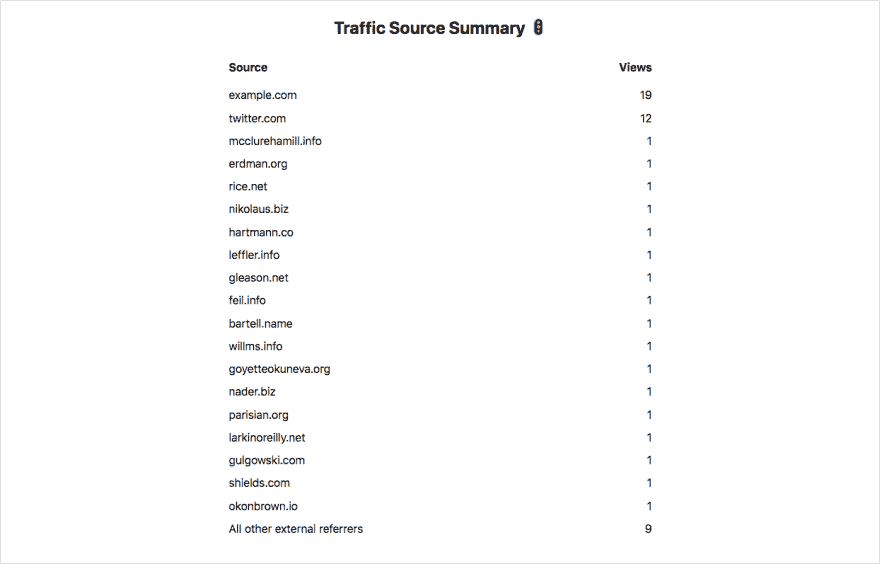 Traffic Source Summary 🚦
Source Views
example.com 19
twitter.com 12
mcclurehamill.info 1
erdman.org 1
rice.net 1
nikolaus.biz 1
hartmann.co 1
leffler.info 1
gleason.net 1
feil.info 1
bartell.name 1
willms.info 1
goyetteokuneva.org 1
nader.biz 1
parisian.org 1
larkinoreilly.net 1
gulgowski.com 1
shields.com 1
okonbrown.io 1
All other external referrers 9